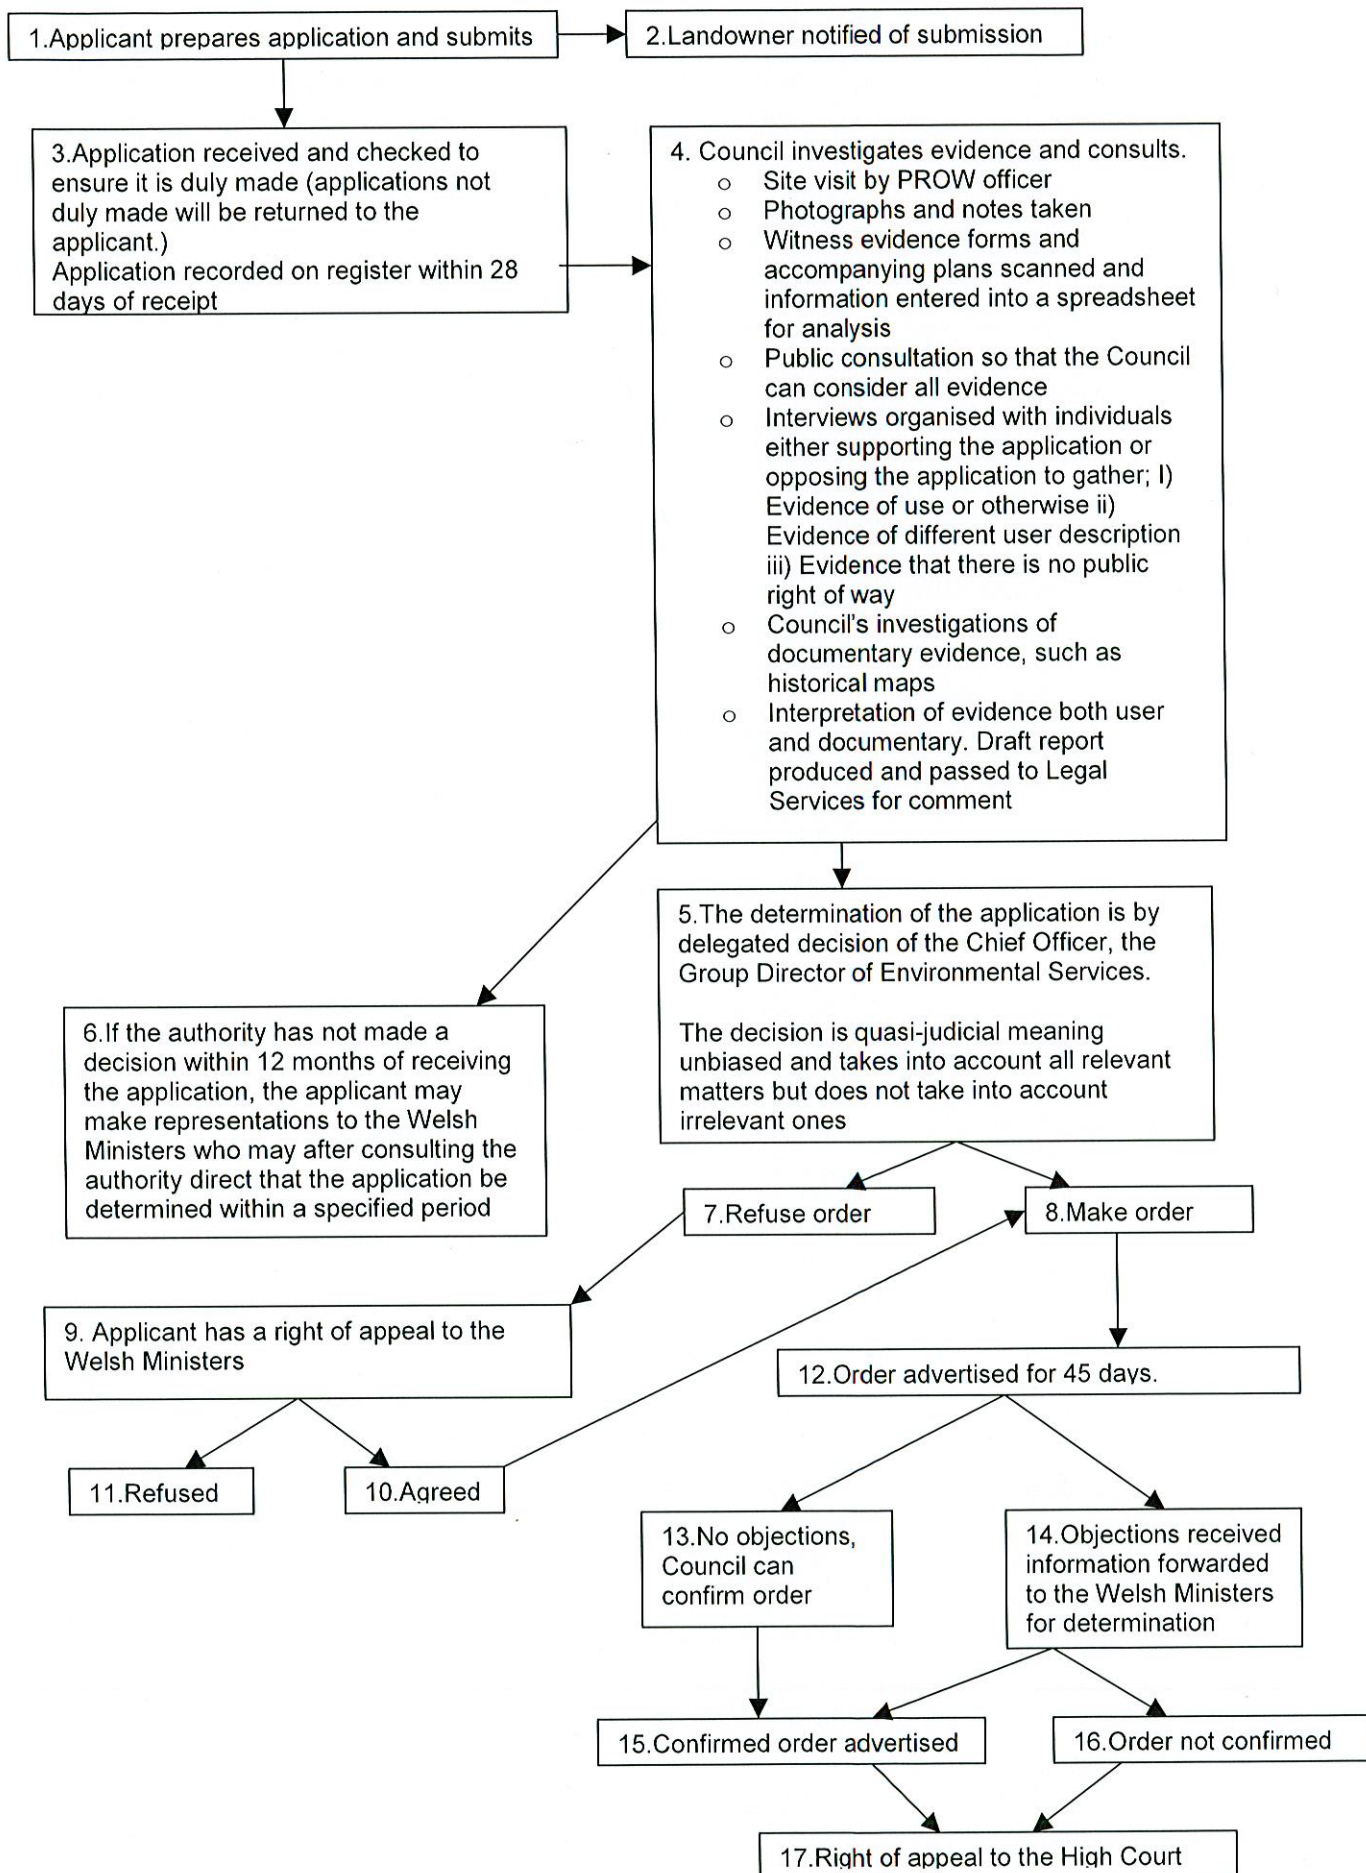 1.Applicant prepares application and submits
2.Landowner notified of submission
3.Application received and checked to
ensure it is duly made (applications not
duly made will be returned to the
applicant.)
Application recorded on register within 28
days of receipt
4. Council investigates evidence and consults.
o Site visit by PROW officer
o Photographs and notes taken
o Witness evidence forms and
accompanying plans scanned and
information entered into a spreadsheet
for analysis
o Public consultation so that the Council
can consider all evidence
o Interviews organised with individuals
either supporting the application or
opposing the application to gather; I)
Evidence of use or otherwise ii)
Evidence of different user description
iii) Evidence that there is no public
right of way
o Council's investigations of
documentary evidence, such as
historical maps
o Interpretation of evidence both user
and documentary. Draft report
produced and passed to Legal
Services for comment
5.The determination of the application is by
delegated decision of the Chief Officer, the
Group Director of Environmental Services.
The decision is quasi-judicial meaning
unbiased and takes into account all relevant
matters but does not take into account
irrelevant ones
6.If the authority has not made a
decision within 12 months of receiving
the application, the applicant may
make representations to the Welsh
Ministers who may after consulting the
authority direct that the application be
determined within a specified period
7.Refuse order
8.Make order
9. Applicant has a right of appeal to the
Welsh Ministers
12.Order advertised for 45 days.
11.Refused
10.Agreed
13.No objections,
Council can
confirm order
14.Objections received
information forwarded
to the Welsh Ministers
for determination
15.Confirmed order advertised
16.Order not confirmed
17.Right of appeal to the High Court